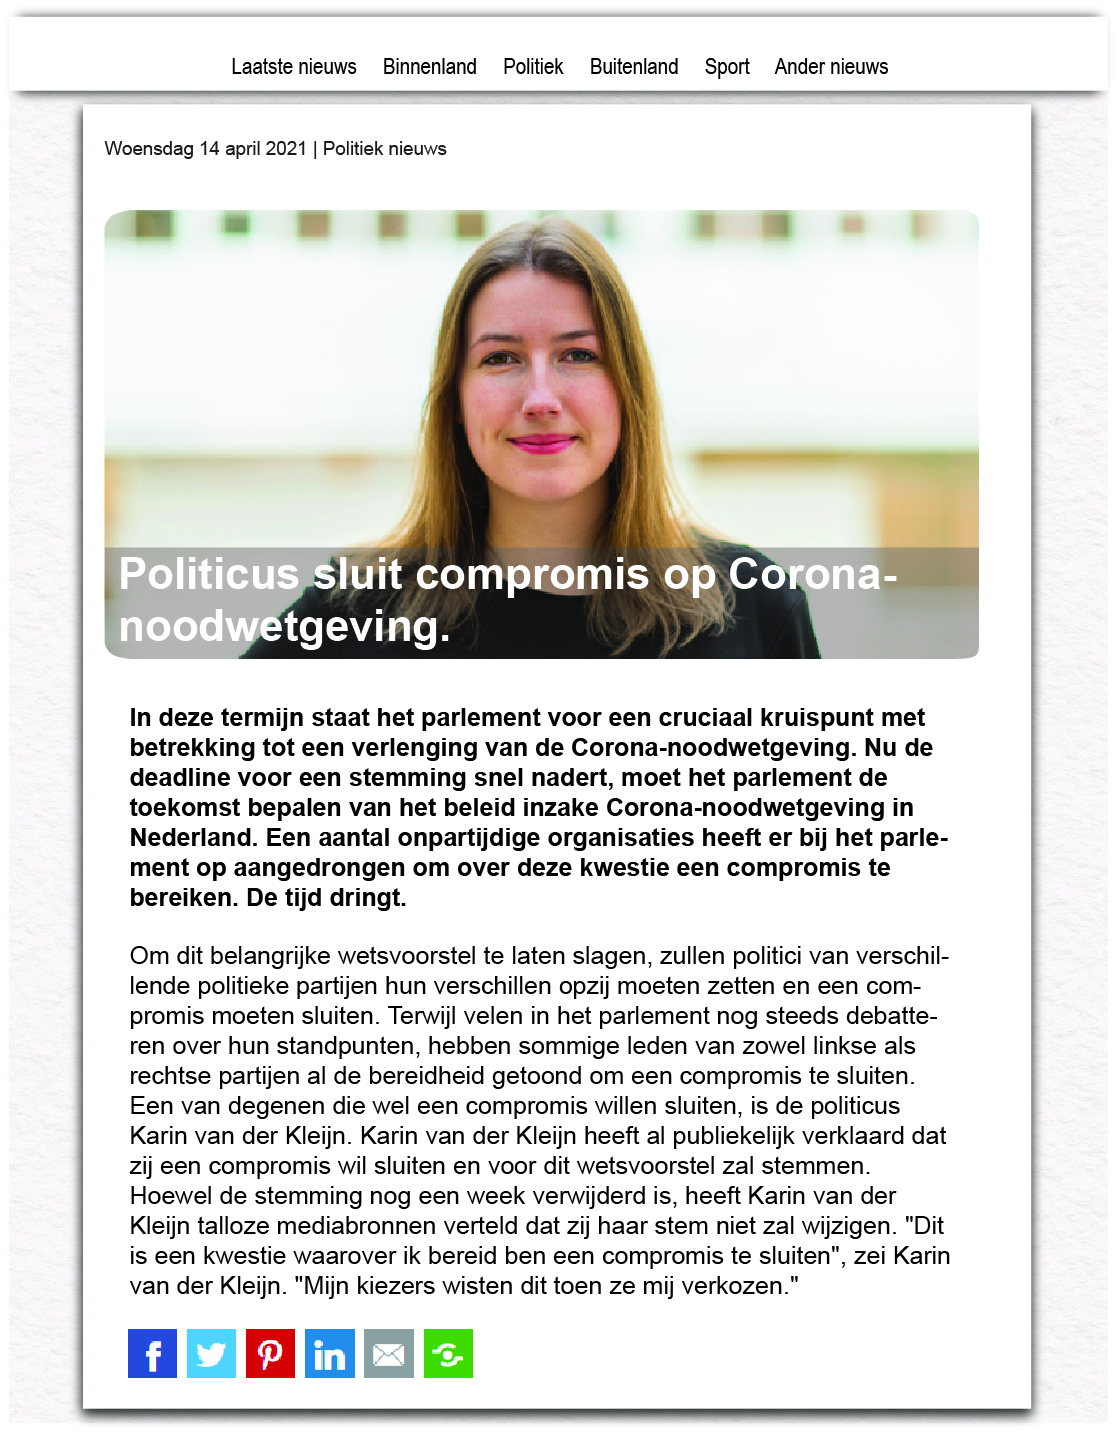 Laatste nieuws Binnenland Politiek Buitenland Sport Ander nieuws
Woensdag 14 april 2021 | Politiek nieuws
Politicus sluit compromis op Corona-
noodwetgeving.
In deze termijn staat het parlement voor een cruciaal kruispunt met
betrekking tot een verlenging van de Corona-noodwetgeving. Nu de
deadline voor een stemming snel nadert, moet het parlement de
toekomst bepalen van het beleid inzake Corona-noodwetgeving in
Nederland. Een aantal onpartijdige organisaties heeft er bij het parle-
ment op aangedrongen om over deze kwestie een compromis te
bereiken. De tijd dringt.
Om dit belangrijke wetsvoorstel te laten slagen, zullen politici van verschil-
lende politieke partijen hun verschillen opzij moeten zetten en een com-
promis moeten sluiten. Terwijl velen in het parlement nog steeds debatte-
ren over hun standpunten, hebben sommige leden van zowel linkse als
rechtse partijen al de bereidheid getoond om een compromis te sluiten.
Een van degenen die wel een compromis willen sluiten, is de politicus
Karin van der Kleijn. Karin van der Kleijn heeft al publiekelijk verklaard dat
zij een compromis wil sluiten en voor dit wetsvoorstel zal stemmen.
Hoewel de stemming nog een week verwijderd is, heeft Karin van der
Kleijn talloze mediabronnen verteld dat zij haar stem niet zal wijzigen. "Dit
is een kwestie waarover ik bereid ben een compromis te sluiten", zei Karin
van der Kleijn. "Mijn kiezers wisten dit toen ze mij verkozen."